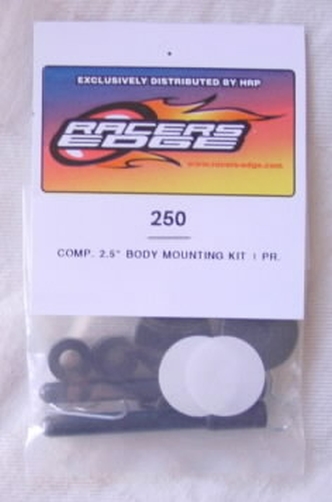 EXCLUSIVELY DISTRIBUTED BY HRP
RACERS
EDGE
www.racers-edge.com
250
COMP. 2.5" BODY MOUNTING KIT 1 PR.